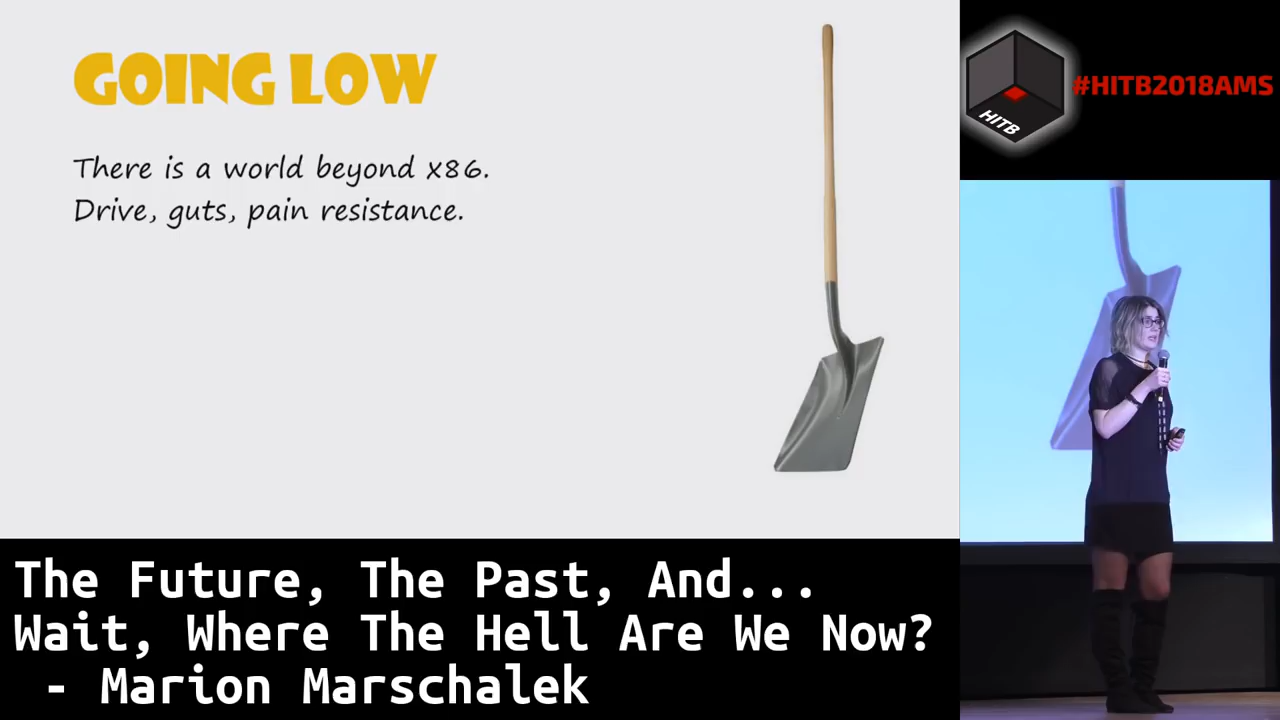 GOING LOW
There is a world beyond x86.
Drive, guts, pain resistance.
HITB
#HITB2018AMS
The Future, The Past, And...
Wait, Where The Hell Are We Now?
- Marion Marschalek